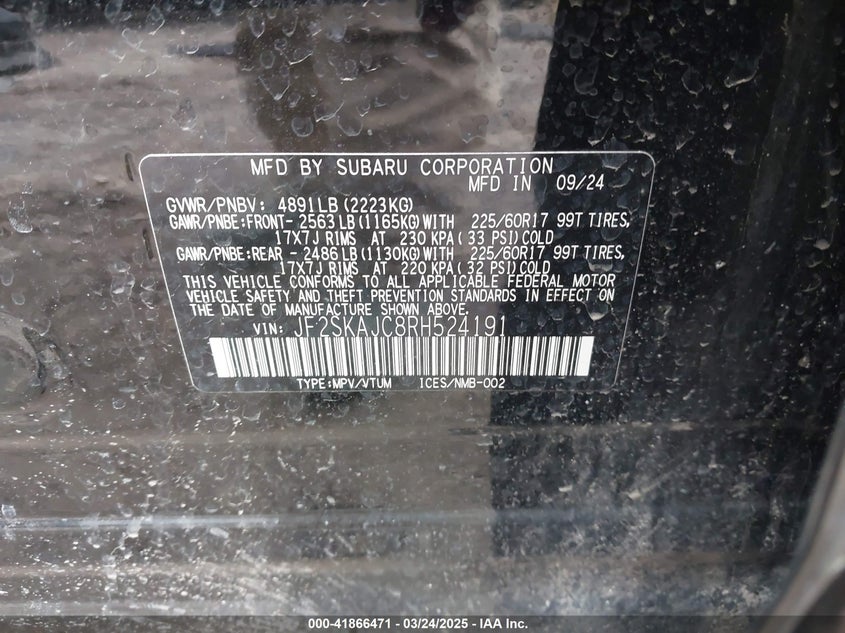 MFD BY SUBARU CORPORATION
MFD IN 09/24
GVWR/PNBV: 4891LB (2223KG)
GAWR/PNBE:FRONT- 2563LB (1165KG)WITH 225/60R17 99T TIRES,
17X7J RIMS AT 230 KPA( 33 PSI)COLD
GAWR/PNBE:REAR - 2486LB (1130KG)WITH 225/60R17 99T TIRES,
17X7J RIMS AT 220 KPA( 32 PSI)COLD
THIS VEHICLE CONFORMS TO ALL APPLICABLE FEDERAL MOTOR
VEHICLE SAFETY AND THEFT PREVENTION STANDARDS IN EFFECT ON
THE DATE OF MANUFACTURE SHOWN ABOVE.
VIN: JF2SKAJC8RH524191
TYPE:MPV/VTUM ICES/NMB-002
000-41866471 - 03/24/2025 - IAA Inc.